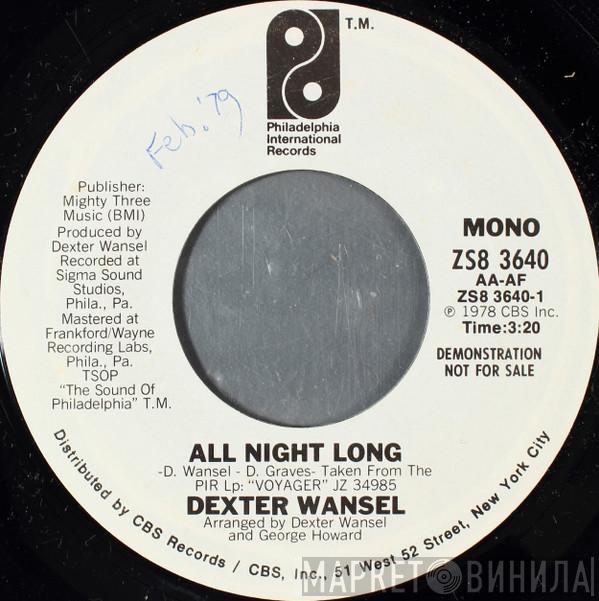 T.M.
Philadelphia
International
Records
Feb. '79
Publisher:
Mighty Three
Music (BMI)
Produced by
Dexter Wansel
Recorded at
Sigma Sound
Studios,
Phila., Pa.
Mastered at
Frankford/Wayne
Recording Labs,
Phila., Pa.
TSOP
"The Sound Of
Philadelphia" T.M.
MONO
ZS8 3640
AA-AF
ZS8 3640-1
℗ 1978 CBS Inc.
Time:3:20
DEMONSTRATION
NOT FOR SALE
ALL NIGHT LONG
-D. Wansel - D. Graves- Taken From The
PIR Lp: "VOYAGER" JZ 34985
DEXTER WANSEL
Arranged by Dexter Wansel
and George Howard
Distributed by CBS Records / CBS, Inc., 51 West 52 Street, New York City
МАРКЕТ ВИНИЛА